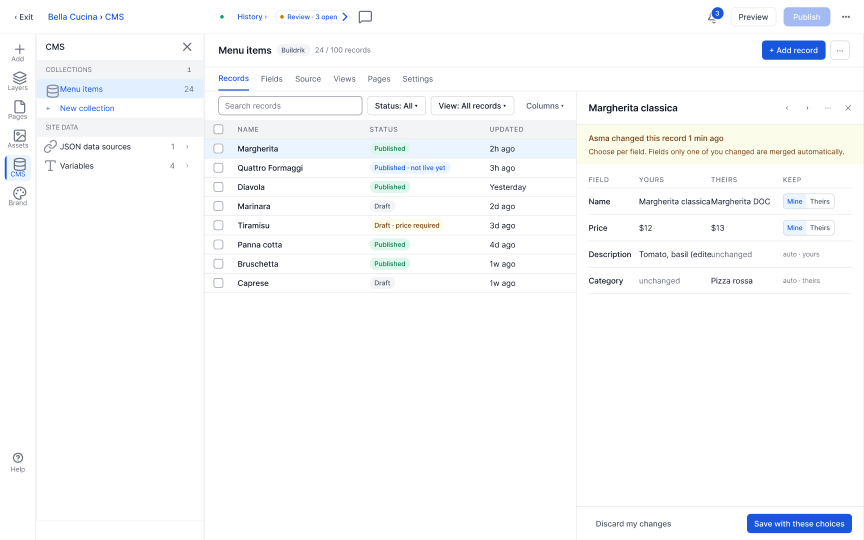 ‹ Exit
Bella Cucina › CMS
History ›
Review · 3 open
3
Preview
Publish
···
Add
Layers
Pages
Assets
CMS
Brand
Help
CMS
COLLECTIONS 1
Menu items 24
+ New collection
SITE DATA
JSON data sources 1 ›
Variables 4 ›
Menu items Buildrik 24 / 100 records
+ Add record
···
Records Fields Source Views Pages Settings
Search records
Status: All ▾
View: All records ▾
Columns ▾
NAME STATUS UPDATED
Margherita Published 2h ago
Quattro Formaggi Published · not live yet 3h ago
Diavola Published Yesterday
Marinara Draft 2d ago
Tiramisu Draft · price required 3d ago
Panna cotta Published 4d ago
Bruschetta Published 1w ago
Caprese Draft 1w ago
Margherita classica ‹ › ···
Asma changed this record 1 min ago
Choose per field. Fields only one of you changed are merged automatically.
FIELD YOURS THEIRS KEEP
Name Margherita classica Margherita DOC Mine Theirs
Price $12 $13 Mine Theirs
Description Tomato, basil (edite unchanged auto · yours
Category unchanged Pizza rossa auto · theirs
Discard my changes
Save with these choices